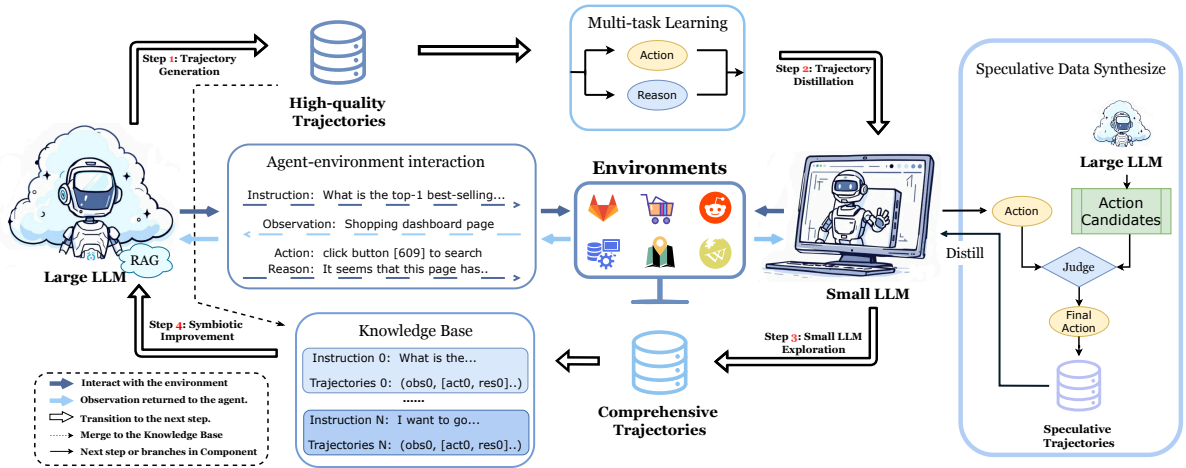 Step 1: Trajectory
Generation
High-quality
Trajectories
Multi-task Learning
Action
Reason
Step 2: Trajectory
Distillation
Speculative Data Synthesize
Large LLM
Action
Candidates
Action
Judge
Final
Action
Speculative
Trajectories
Distill
Agent-environment interaction
Instruction: What is the top-1 best-selling...
Observation: Shopping dashboard page
Action: click button [609] to search
Reason: It seems that this page has..
Environments
Large LLM
RAG
Small LLM
Step 4: Symbiotic
Improvement
Knowledge Base
Instruction 0: What is the...
Trajectories 0: (obs0, [act0, res0]..)
......
Instruction N: I want to go...
Trajectories N: (obs0, [act0, res0]..)
Comprehensive
Trajectories
Step 3: Small LLM
Exploration
Interact with the environment
Observation returned to the agent.
Transition to the next step.
Merge to the Knowledge Base
Next step or branches in Component